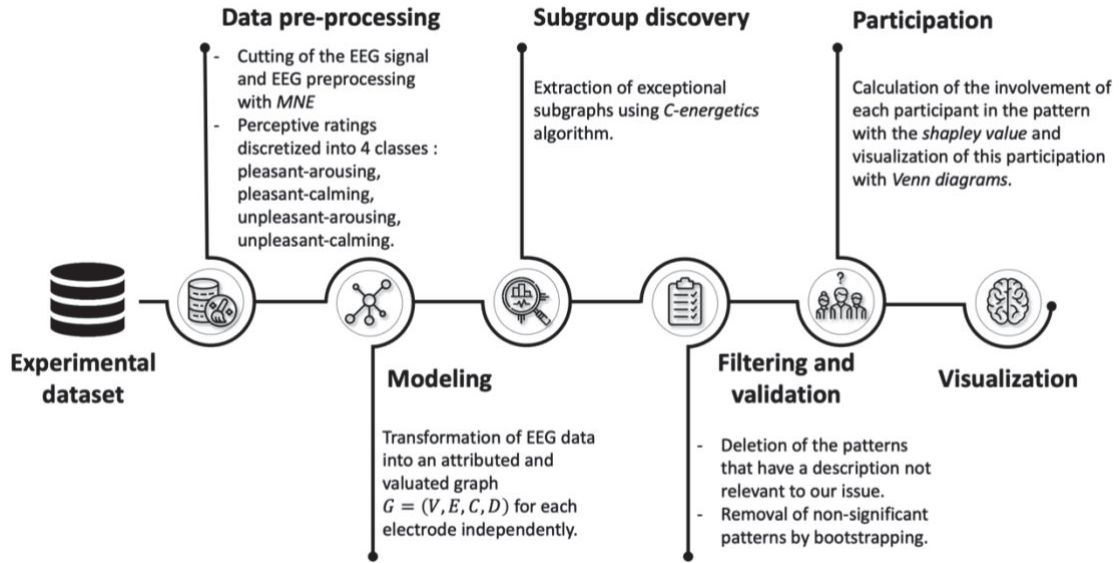 Data pre-processing
- Cutting of the EEG signal
and EEG preprocessing
with MNE
- Perceptive ratings
discretized into 4 classes :
pleasant-arousing,
pleasant-calming,
unpleasant-arousing,
unpleasant-calming.
Subgroup discovery
Extraction of exceptional
subgraphs using C-energetics
algorithm.
Participation
Calculation of the involvement of
each participant in the pattern
with the shapley value and
visualization of this participation
with Venn diagrams.
?
Experimental
dataset
Modeling
Transformation of EEG data
into an attributed and
valuated graph
G = (V, E, C, D) for each
electrode independently.
Filtering and
validation
- Deletion of the patterns
that have a description not
relevant to our issue.
- Removal of non-significant
patterns by bootstrapping.
Visualization